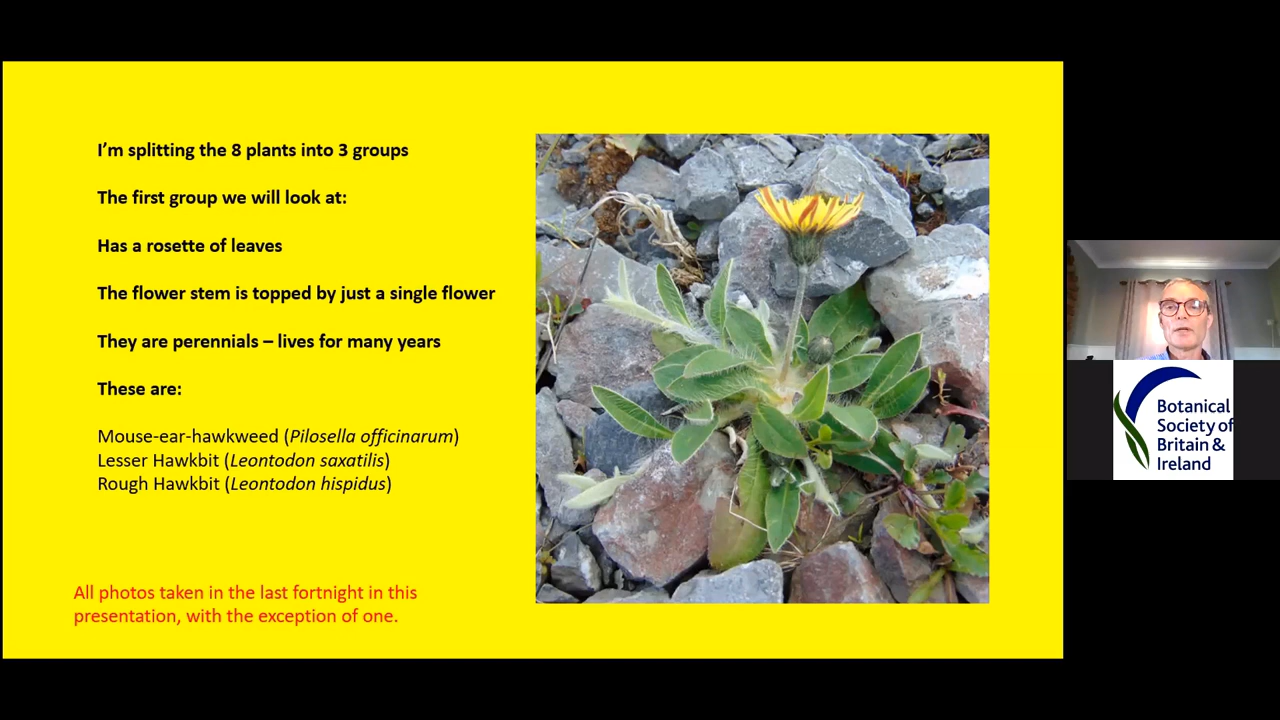 I'm splitting the 8 plants into 3 groups
The first group we will look at:
Has a rosette of leaves
The flower stem is topped by just a single flower
They are perennials – lives for many years
These are:
Mouse-ear-hawkweed (Pilosella officinarum)
Lesser Hawkbit (Leontodon saxatilis)
Rough Hawkbit (Leontodon hispidus)
All photos taken in the last fortnight in this
presentation, with the exception of one.
Botanical
Society of
Britain &
Ireland